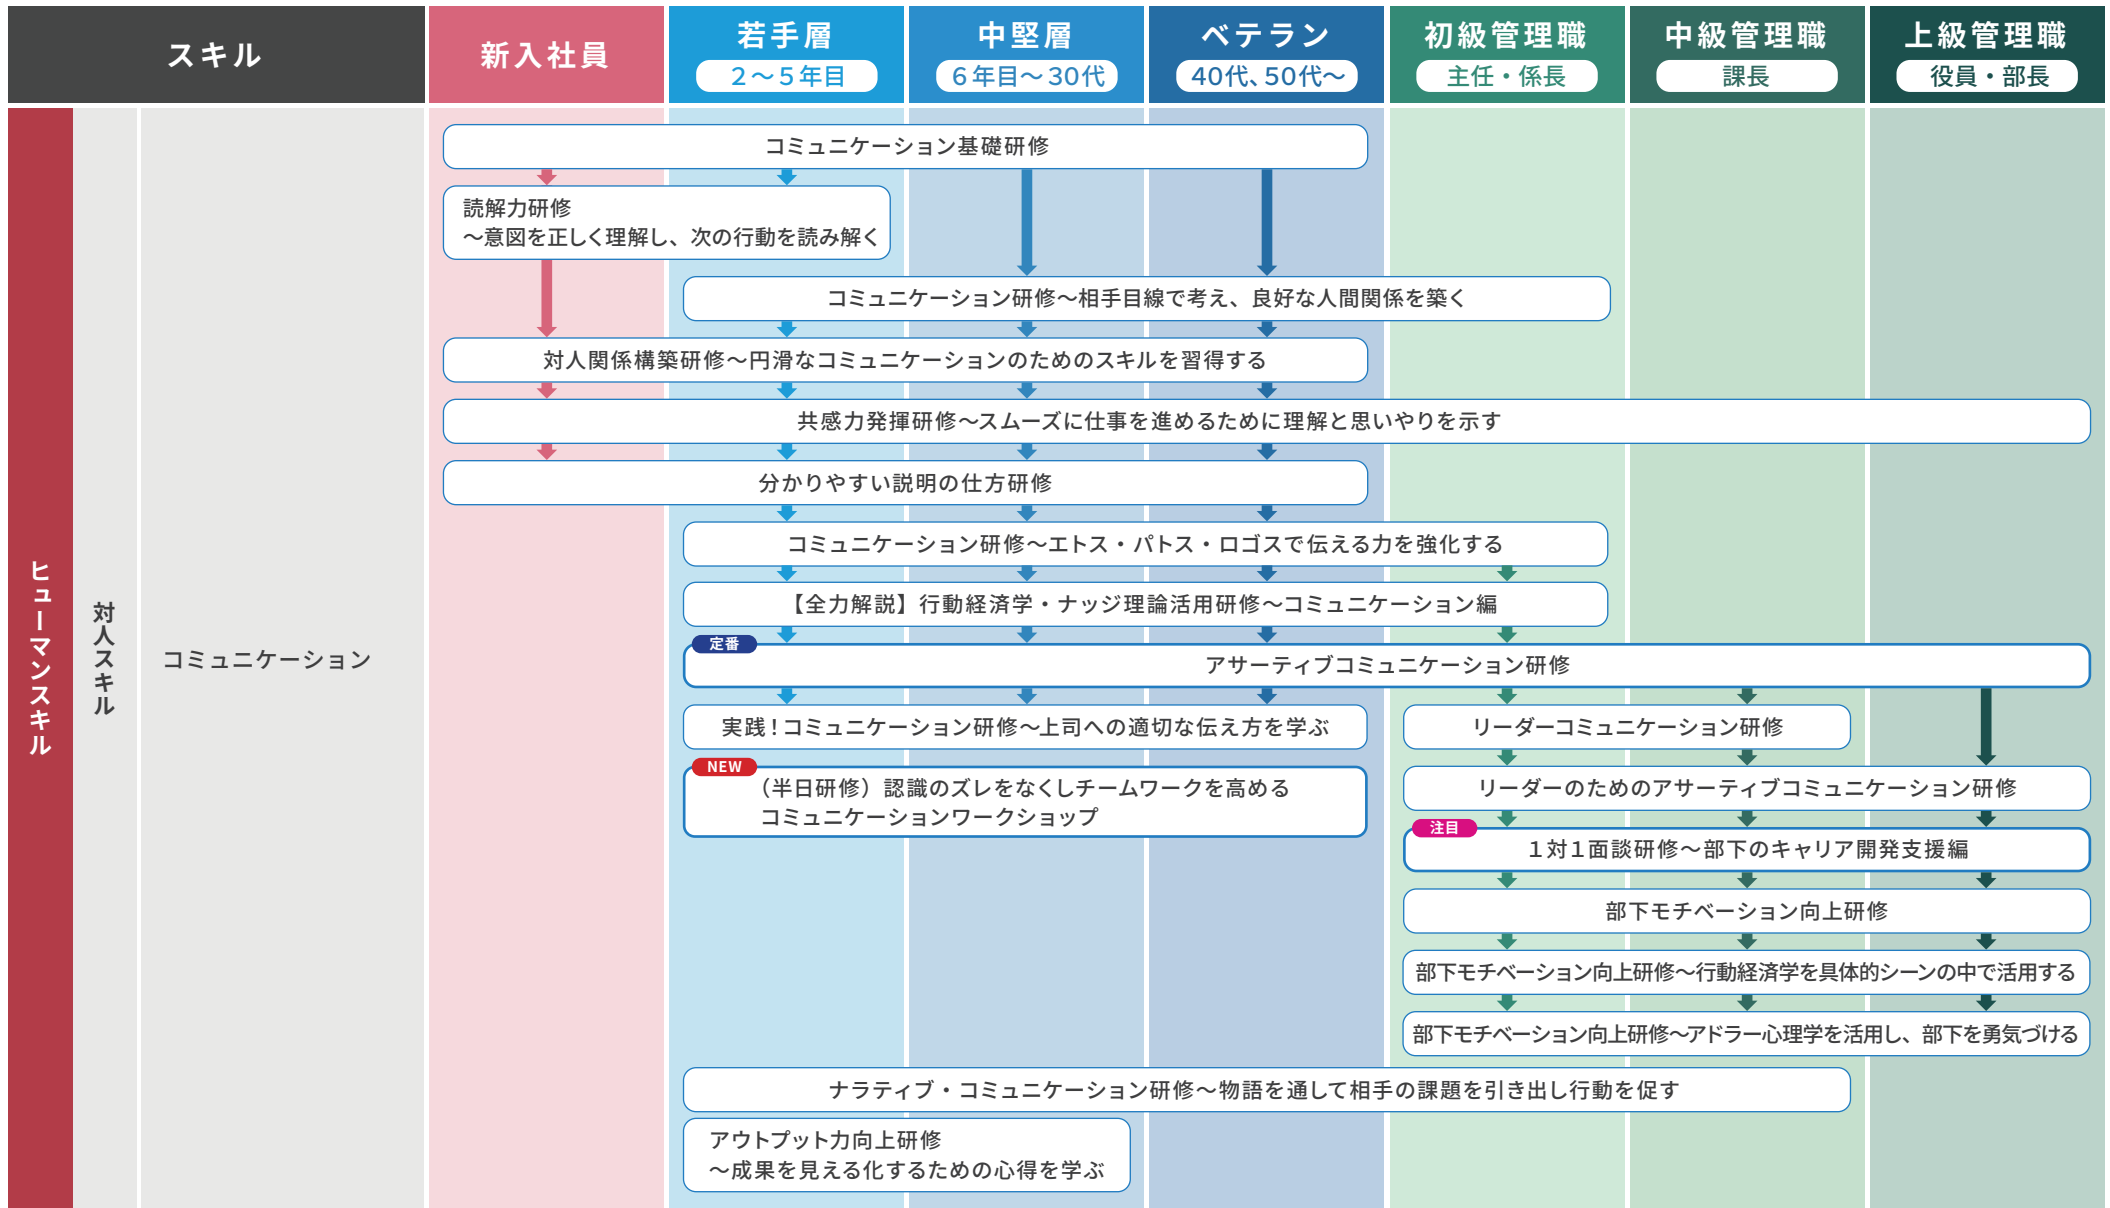 スキル
新入社員
若手層
２〜５年目
中堅層
６年目〜30代
ベテラン
40代、50代〜
初級管理職
主任・係長
中級管理職
課長
上級管理職
役員・部長
ヒューマンスキル
対人スキル
コミュニケーション
コミュニケーション基礎研修
読解力研修
〜意図を正しく理解し、次の行動を読み解く
コミュニケーション研修〜相手目線で考え、良好な人間関係を築く
対人関係構築研修〜円滑なコミュニケーションのためのスキルを習得する
共感力発揮研修〜スムーズに仕事を進めるために理解と思いやりを示す
分かりやすい説明の仕方研修
コミュニケーション研修〜エトス・パトス・ロゴスで伝える力を強化する
【全力解説】行動経済学・ナッジ理論活用研修〜コミュニケーション編
定番
アサーティブコミュニケーション研修
実践！コミュニケーション研修〜上司への適切な伝え方を学ぶ
リーダーコミュニケーション研修
NEW
（半日研修）認識のズレをなくしチームワークを高める
コミュニケーションワークショップ
リーダーのためのアサーティブコミュニケーション研修
注目
１対１面談研修〜部下のキャリア開発支援編
部下モチベーション向上研修
部下モチベーション向上研修〜行動経済学を具体的シーンの中で活用する
部下モチベーション向上研修〜アドラー心理学を活用し、部下を勇気づける
ナラティブ・コミュニケーション研修〜物語を通して相手の課題を引き出し行動を促す
アウトプット力向上研修
〜成果を見える化するための心得を学ぶ